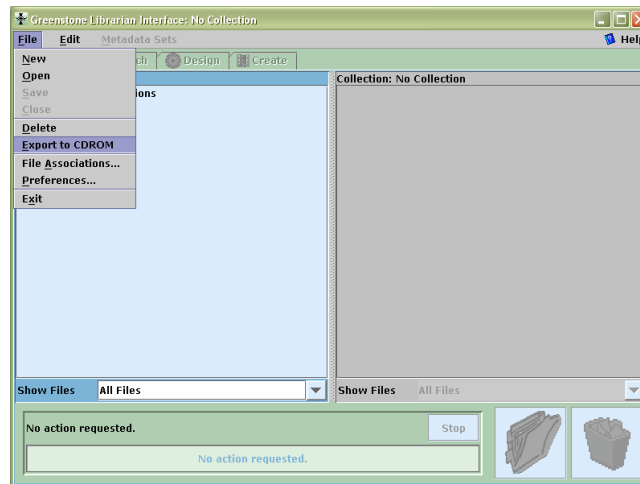 Greenstone Librarian Interface: No Collection
File Edit Metadata Sets Help
New
Open
Save
Close
Delete
Export to CDROM
File Associations...
Preferences...
Exit
Design Create
Collection: No Collection
Show Files All Files
Show Files All Files
No action requested.
Stop
No action requested.